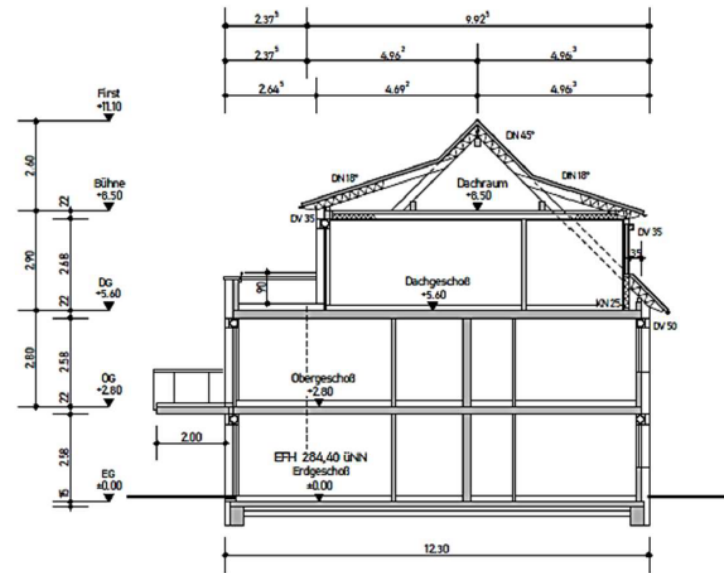 2.37⁵ 9.92⁵
2.37⁵ 4.96² 4.96³
2.64⁵ 4.69² 4.96³
First
+11.10
DN 45°
2.60
DN 18° DN 18°
Bühne
+8.50
Dachraum
+8.50
22
DV 35 DV 35
35
2.90
2.68
DG
+5.60
90
Dachgeschoß
+5.60
KN 25
22
DV 50
2.80
2.58
OG
+2.80
Obergeschoß
+2.80
22
2.00
2.58
EFH 284,40 üNN
Erdgeschoß
±0.00
EG
±0.00
15
12.30